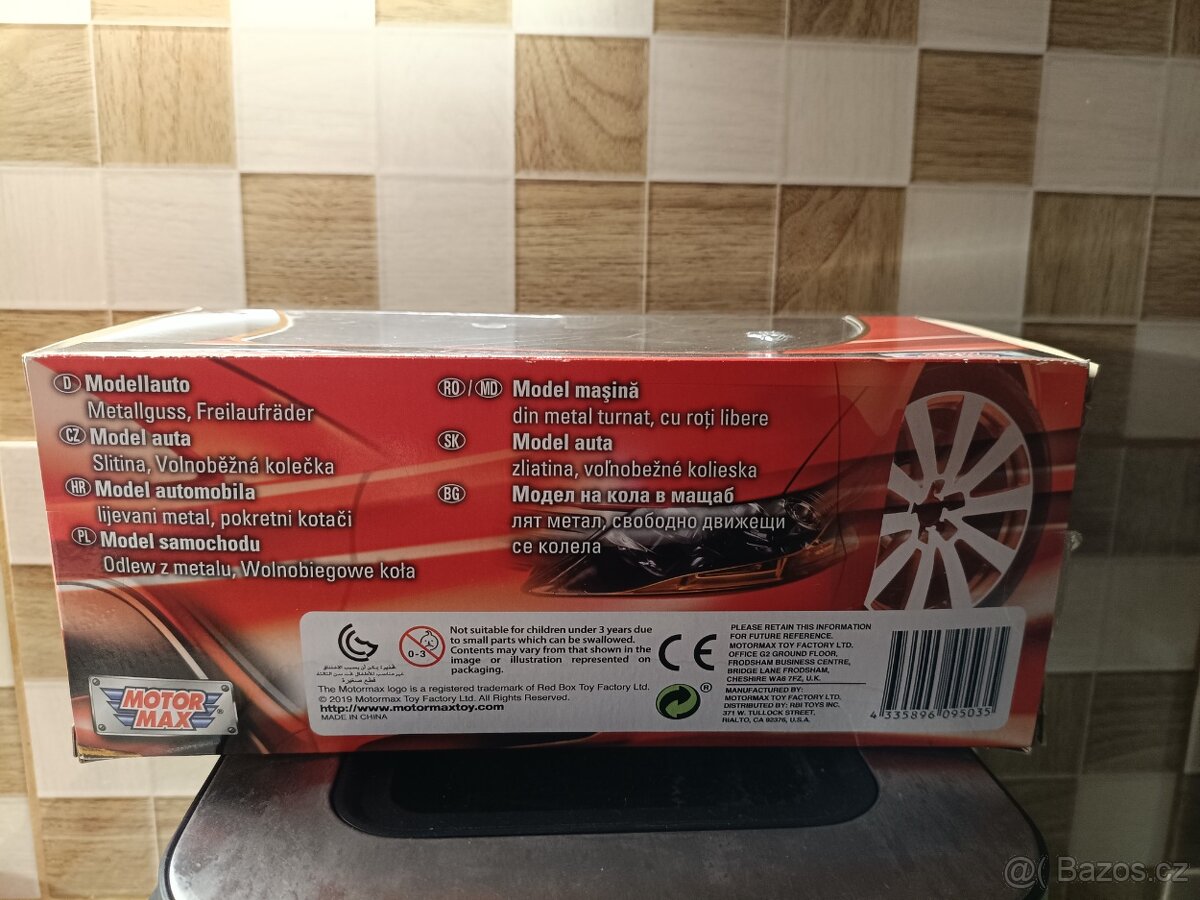 D Modellauto
Metallguss, Freilaufräder
CZ Model auta
Slitina, Volnoběžná kolečka
HR Model automobila
lijevani metal, pokretni kotači
PL Model samochodu
Odlew z metalu, Wolnobiegowe koła
RO / MD Model maşină
din metal turnat, cu roţi libere
SK Model auta
zliatina, voľnobežné kolieska
BG Модел на кола в мащаб
лят метал, свободно движещи
се колела
MOTOR
MAX ®
0-3
Not suitable for children under 3 years due
to small parts which can be swallowed.
Contents may vary from that shown in the
image or illustration represented on
packaging.
The Motormax logo is a registered trademark of Red Box Toy Factory Ltd.
© 2019 Motormax Toy Factory Ltd. All Rights Reserved.
http://www.motormaxtoy.com
MADE IN CHINA
CE
®
PLEASE RETAIN THIS INFORMATION
FOR FUTURE REFERENCE.
MOTORMAX TOY FACTORY LTD.
OFFICE G2 GROUND FLOOR,
FRODSHAM BUSINESS CENTRE,
BRIDGE LANE FRODSHAM,
CHESHIRE WA6 7FZ, U.K.
MANUFACTURED BY:
MOTORMAX TOY FACTORY LTD.
DISTRIBUTED BY: RBI TOYS INC.
371 W. TULLOCK STREET,
RIALTO, CA 92376, U.S.A.
4 335896 095035
@( Bazos.cz